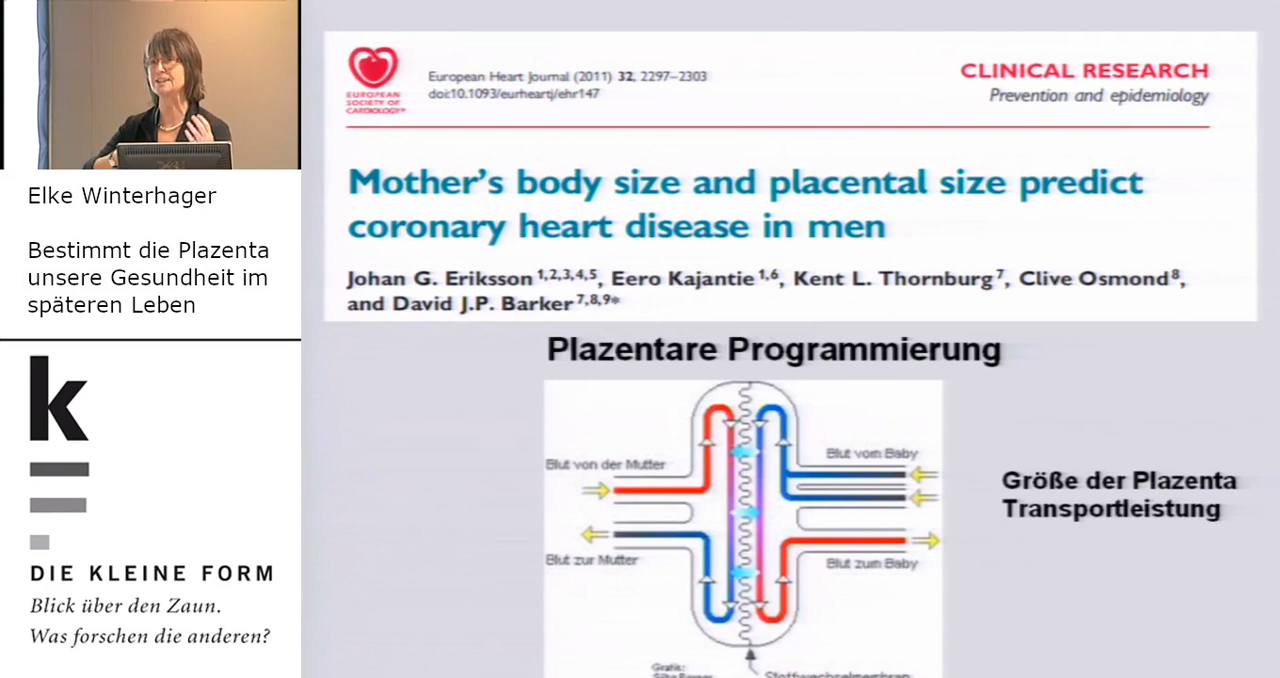 Elke Winterhager
Bestimmt die Plazenta
unsere Gesundheit im
späteren Leben
k
DIE KLEINE FORM
Blick über den Zaun.
Was forschen die anderen?
EUROPEAN
SOCIETY OF
CARDIOLOGY®
European Heart Journal (2011) 32, 2297–2303
doi:10.1093/eurheartj/ehr147
CLINICAL RESEARCH
Prevention and epidemiology
Mother's body size and placental size predict
coronary heart disease in men
Johan G. Eriksson 1,2,3,4,5, Eero Kajantie 1,6, Kent L. Thornburg 7, Clive Osmond 8,
and David J.P. Barker 7,8,9*
Plazentare Programmierung
Blut von der Mutter
Blut zur Mutter
Blut vom Baby
Blut zum Baby
Grafik:
Stoffwechselmembran
Größe der Plazenta
Transportleistung